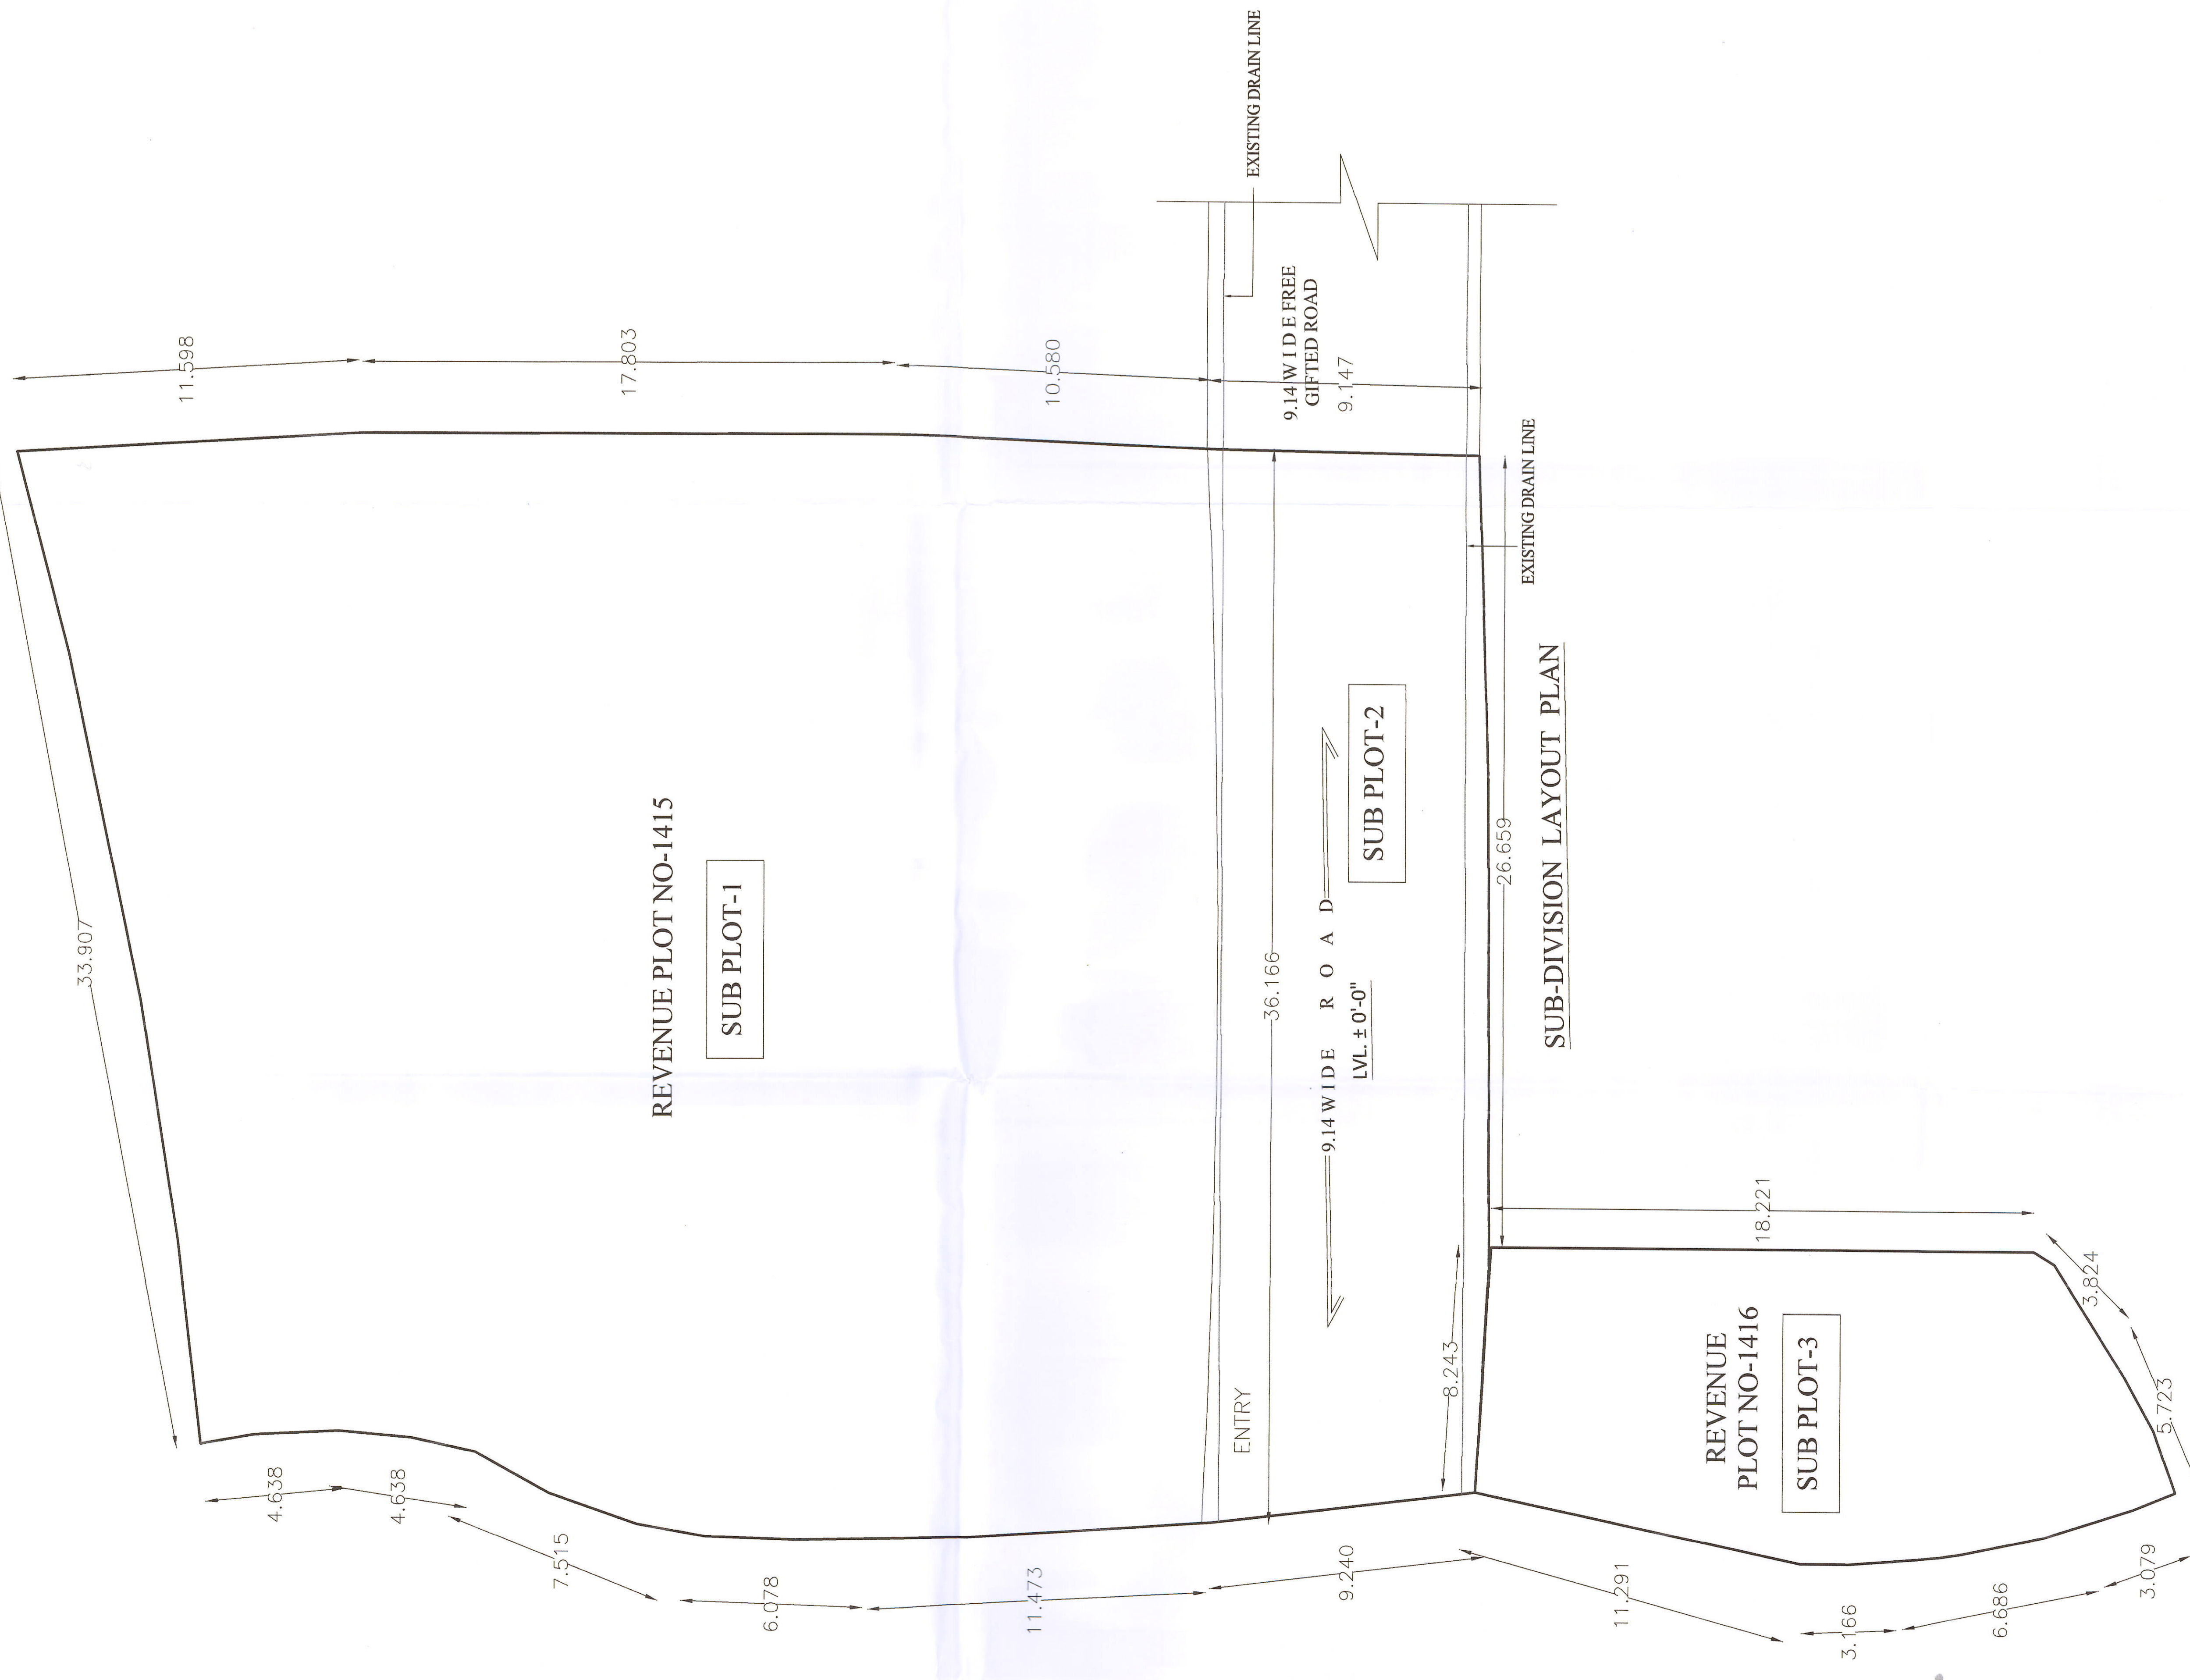 33.907
11.598
17.803
10.580
9.147
9.14 W I D E FREE
GIFTED ROAD
EXISTING DRAIN LINE
REVENUE PLOT NO-1415
SUB PLOT-1
4.638
4.638
7.515
6.078
11.473
9.240
ENTRY
36.166
9.14 WIDE R O A D
LVL. ± 0'-0"
SUB PLOT-2
8.243
26.659
EXISTING DRAIN LINE
SUB-DIVISION LAYOUT PLAN
18.221
3.824
5.723
REVENUE
PLOT NO-1416
SUB PLOT-3
11.291
3.166
6.686
3.079